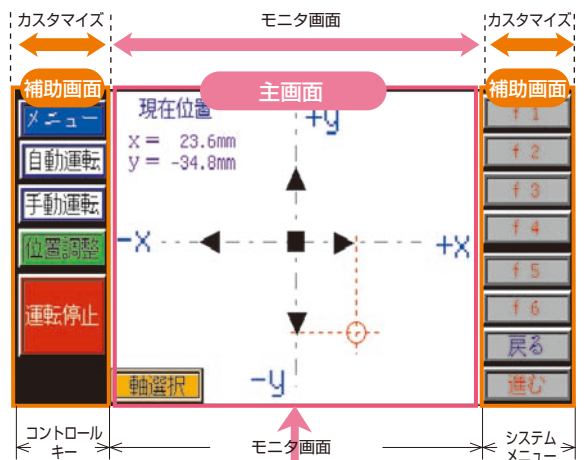 カスタマイズ
モニタ画面
カスタマイズ
補助画面
主画面
補助画面
メニュー
自動運転
手動運転
位置調整
運転停止
現在位置
x = 23.6mm
y = -34.8mm
+y
-x
+x
-y
軸選択
f 1
f 2
f 3
f 4
f 5
f 6
戻る
進む
コントロール
キー
モニタ画面
システム
メニュー